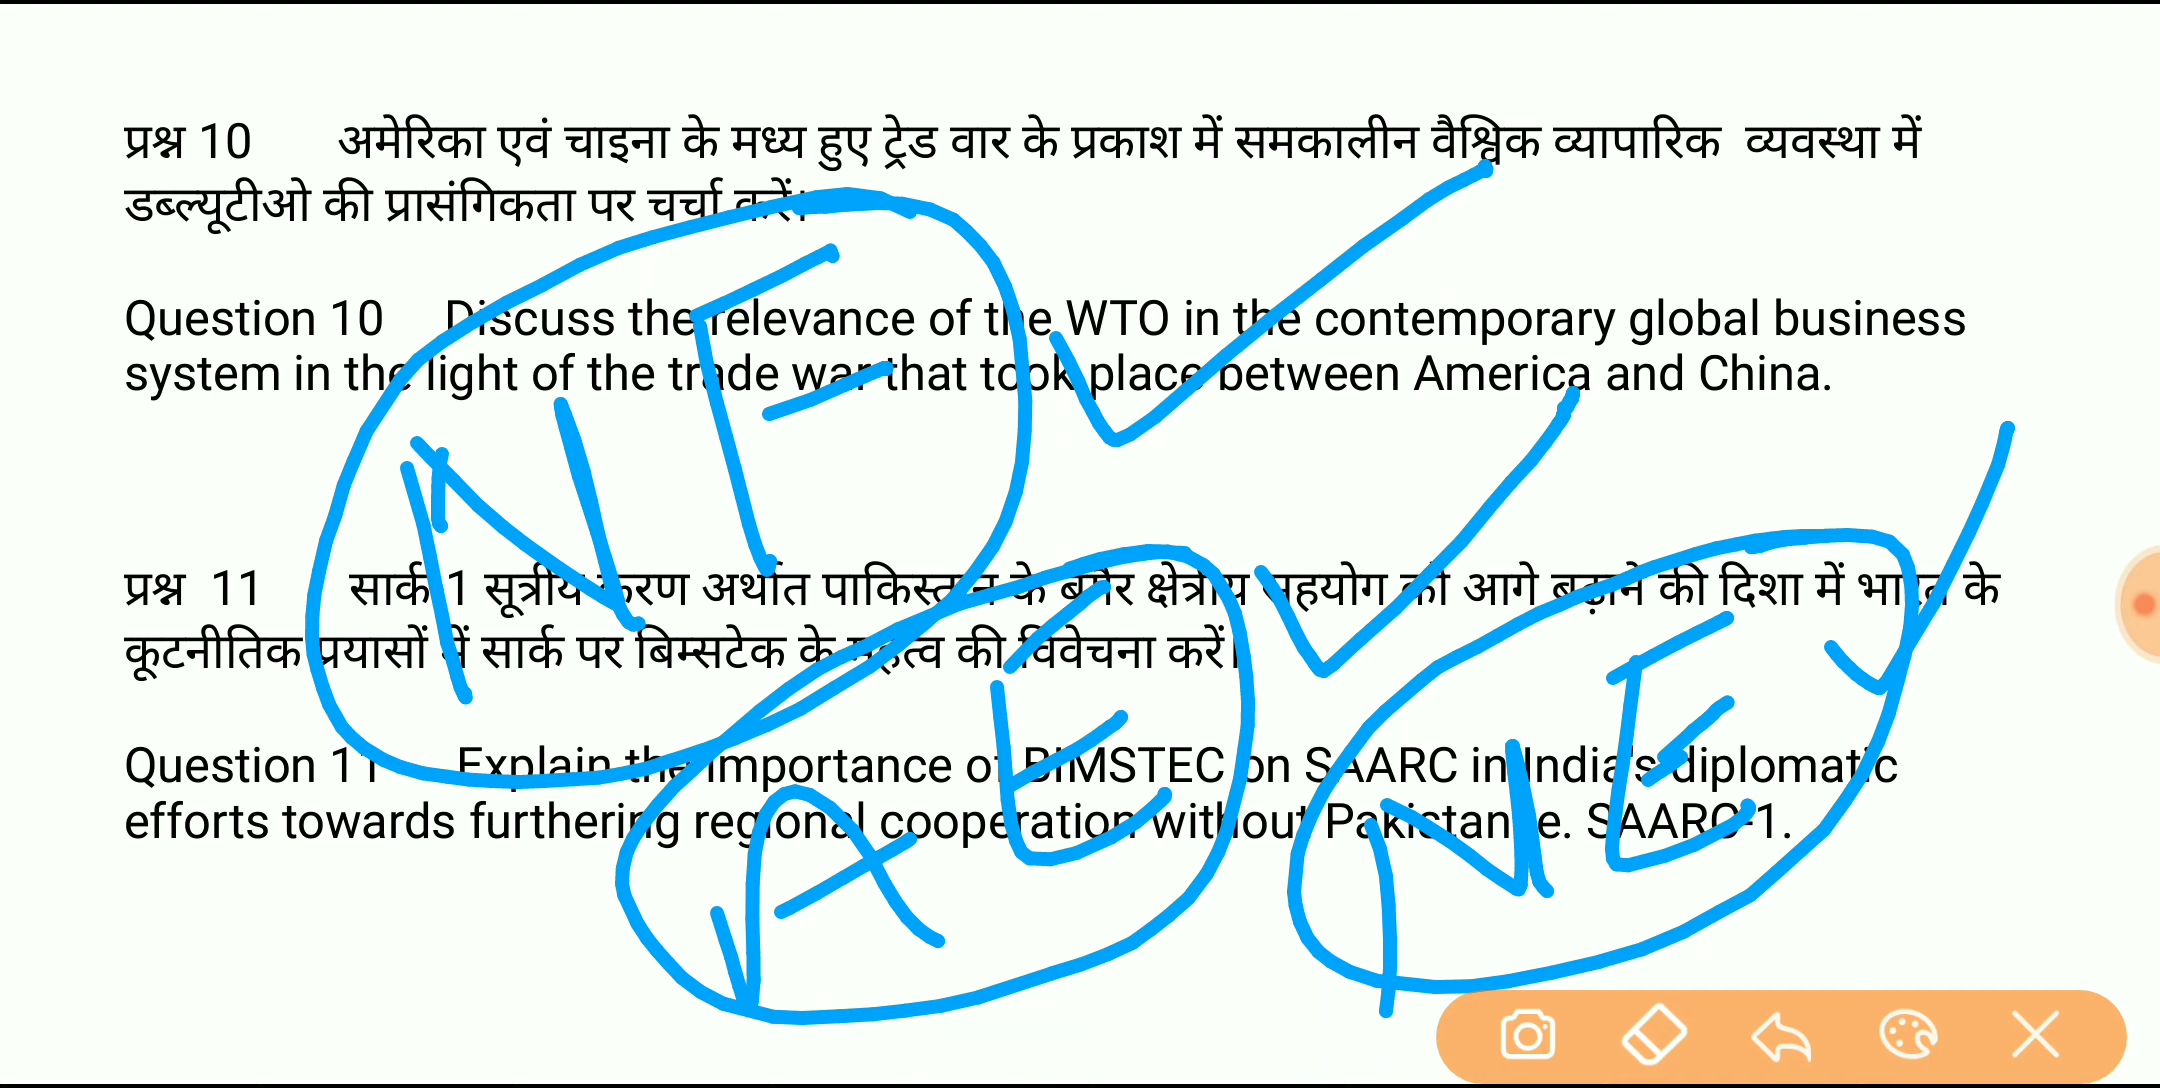 प्रश्न 10 अमेरिका एवं चाइना के मध्य हुए ट्रेड वार के प्रकाश में समकालीन वैश्विक व्यापारिक व्यवस्था में
डब्ल्यूटीओ की प्रासंगिकता पर चर्चा करें।
Question 10 Discuss the relevance of the WTO in the contemporary global business
system in the light of the trade war that took place between America and China.
प्रश्न 11 सार्क 1 सूत्रीय करण अर्थात पाकिस्तान के बगैर क्षेत्रीय सहयोग को आगे बढ़ाने की दिशा में भारत के
कूटनीतिक प्रयासों में सार्क पर बिम्सटेक के महत्व की विवेचना करें।
Question 11 Explain the importance of BIMSTEC on SAARC in India's diplomatic
efforts towards furthering regional cooperation without Pakistan
SAARC-1.
NF
AE
NE